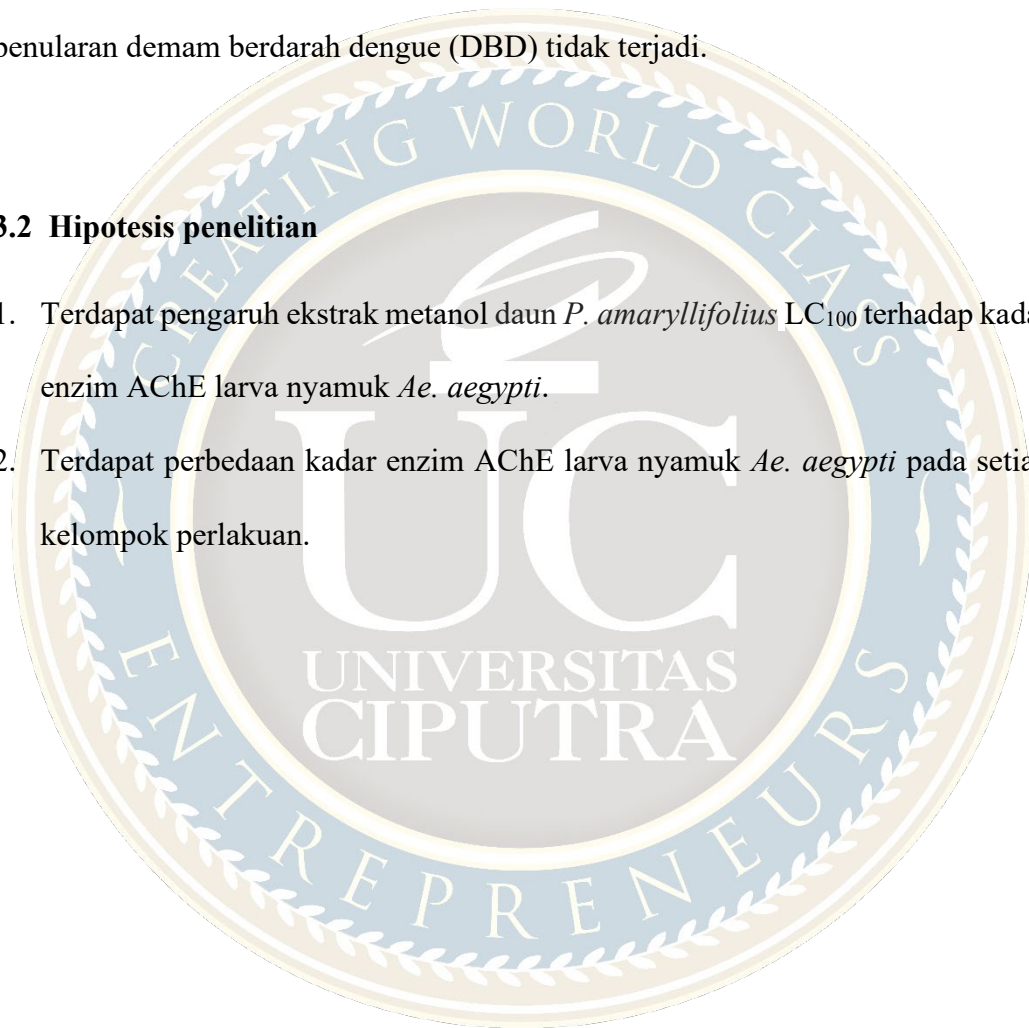 penularan demam berdarah dengue (DBD) tidak terjadi.
3.2 Hipotesis penelitian
1. Terdapat pengaruh ekstrak metanol daun P. amaryllifolius LC₁₀₀ terhadap kada
enzim AChE larva nyamuk Ae. aegypti.
2. Terdapat perbedaan kadar enzim AChE larva nyamuk Ae. aegypti pada setia
kelompok perlakuan.
CREATING WORLD CLASS
UC
UNIVERSITAS
CIPUTRA
ENTREPRENEURS